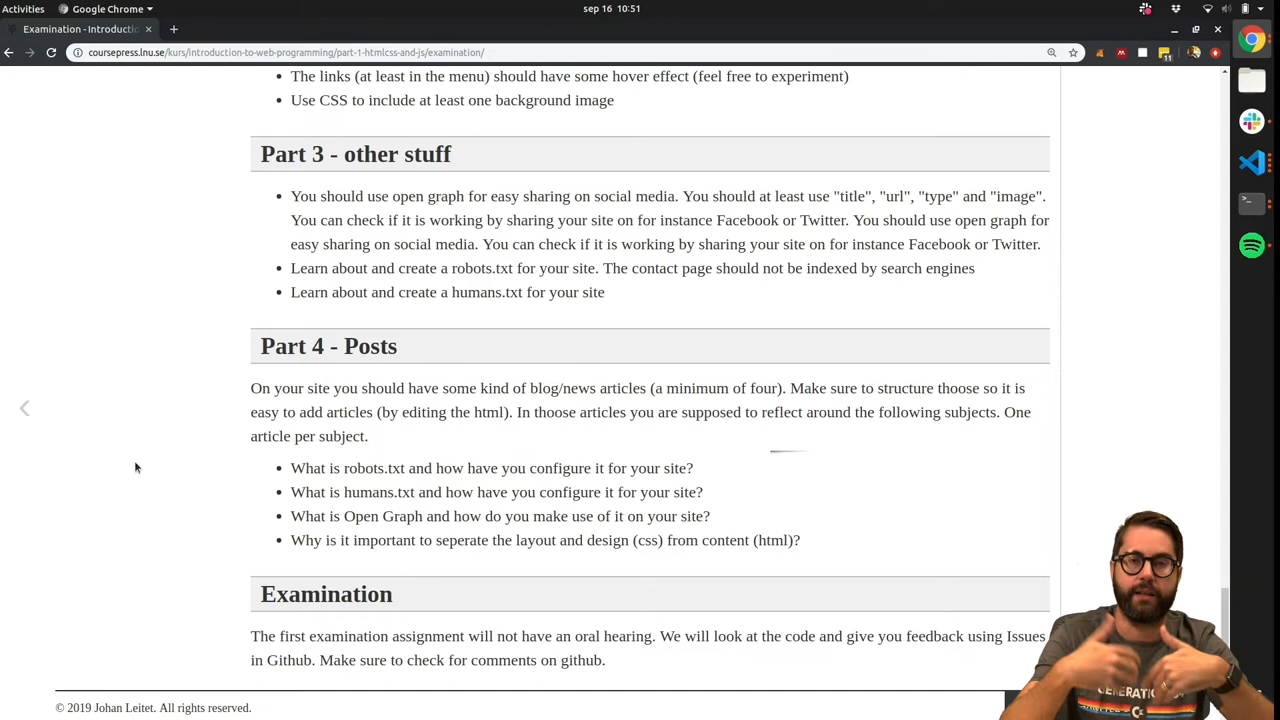 Activities
Google Chrome
sep 16 10:51
Examination - Introductio
coursepress.lnu.se/kurs/introduction-to-web-programming/part-1-htmlcss-and-js/examination/
11
The links (at least in the menu) should have some hover effect (feel free to experiment)
Use CSS to include at least one background image
Part 3 - other stuff
You should use open graph for easy sharing on social media. You should at least use "title", "url", "type" and "image".
You can check if it is working by sharing your site on for instance Facebook or Twitter. You should use open graph for
easy sharing on social media. You can check if it is working by sharing your site on for instance Facebook or Twitter.
Learn about and create a robots.txt for your site. The contact page should not be indexed by search engines
Learn about and create a humans.txt for your site
Part 4 - Posts
On your site you should have some kind of blog/news articles (a minimum of four). Make sure to structure thoose so it is
easy to add articles (by editing the html). In thoose articles you are supposed to reflect around the following subjects. One
article per subject.
What is robots.txt and how have you configure it for your site?
What is humans.txt and how have you configure it for your site?
What is Open Graph and how do you make use of it on your site?
Why is it important to seperate the layout and design (css) from content (html)?
Examination
The first examination assignment will not have an oral hearing. We will look at the code and give you feedback using Issues
in Github. Make sure to check for comments on github.
© 2019 Johan Leitet. All rights reserved.